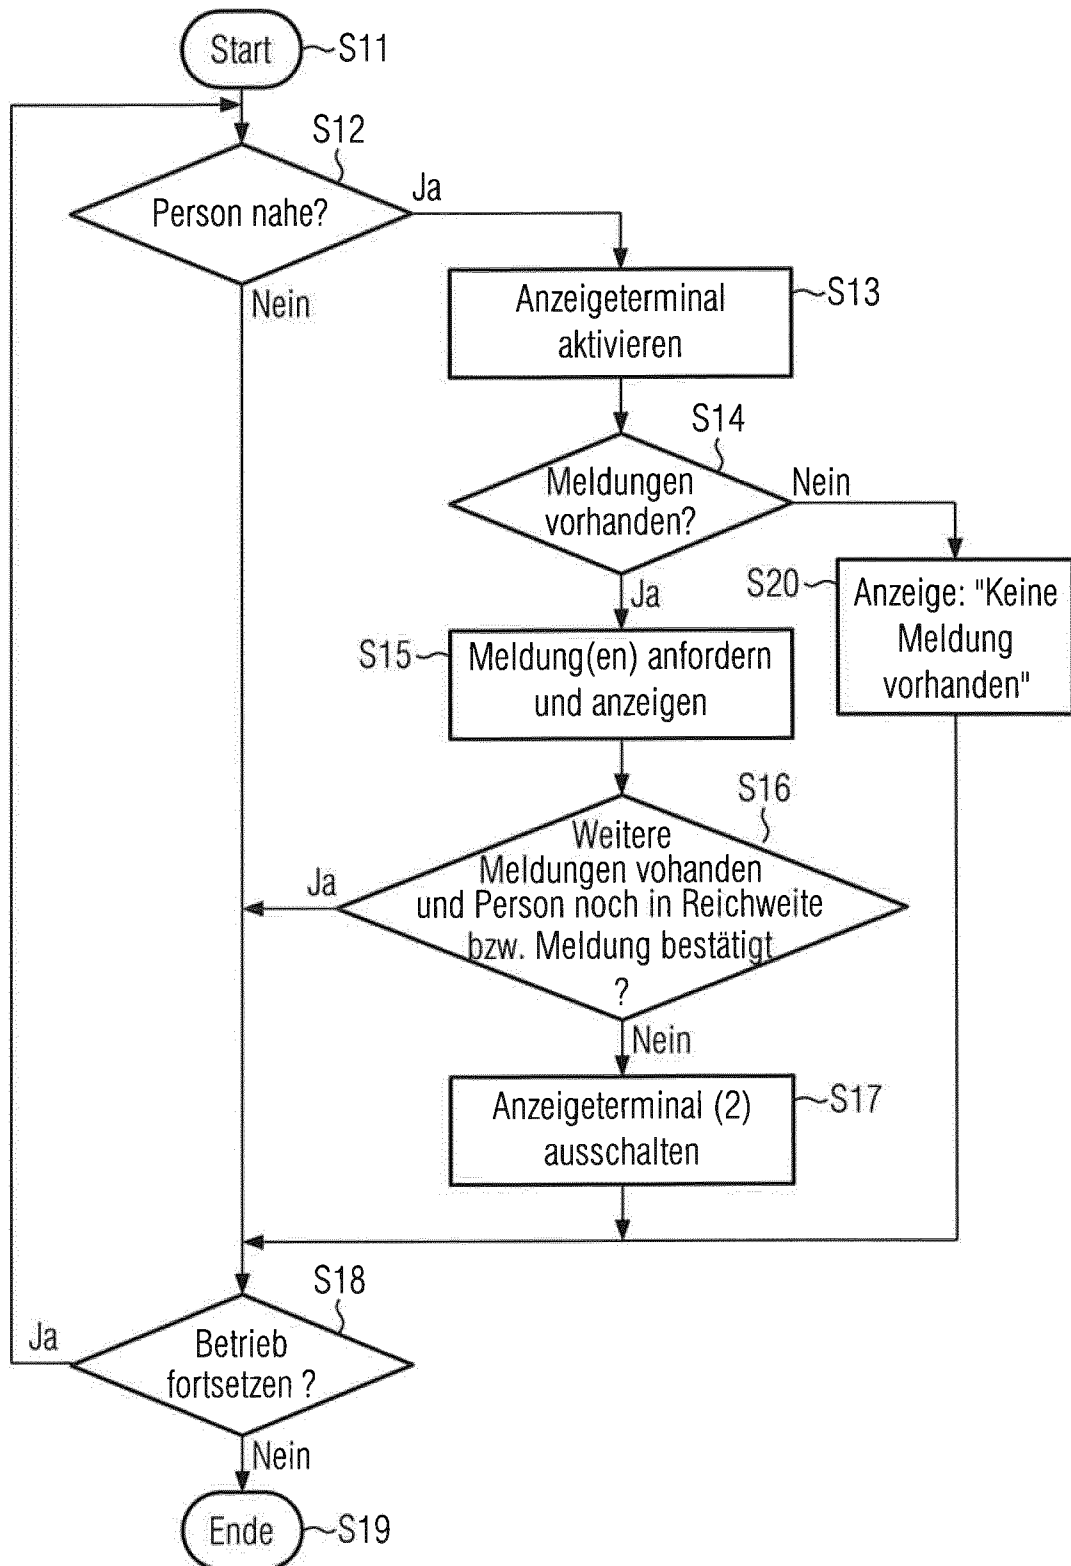 Start
S11
S12
Person nahe?
Ja
Nein
Anzeigeterminal
aktivieren
S13
S14
Meldungen
vorhanden?
Nein
Ja
S20
Anzeige: "Keine
Meldung
vorhanden"
S15
Meldung(en) anfordern
und anzeigen
S16
Weitere
Meldungen vohanden
und Person noch in Reichweite
bzw. Meldung bestätigt
?
Ja
Nein
Anzeigeterminal (2)
ausschalten
S17
S18
Betrieb
fortsetzen ?
Ja
Nein
Ende
S19